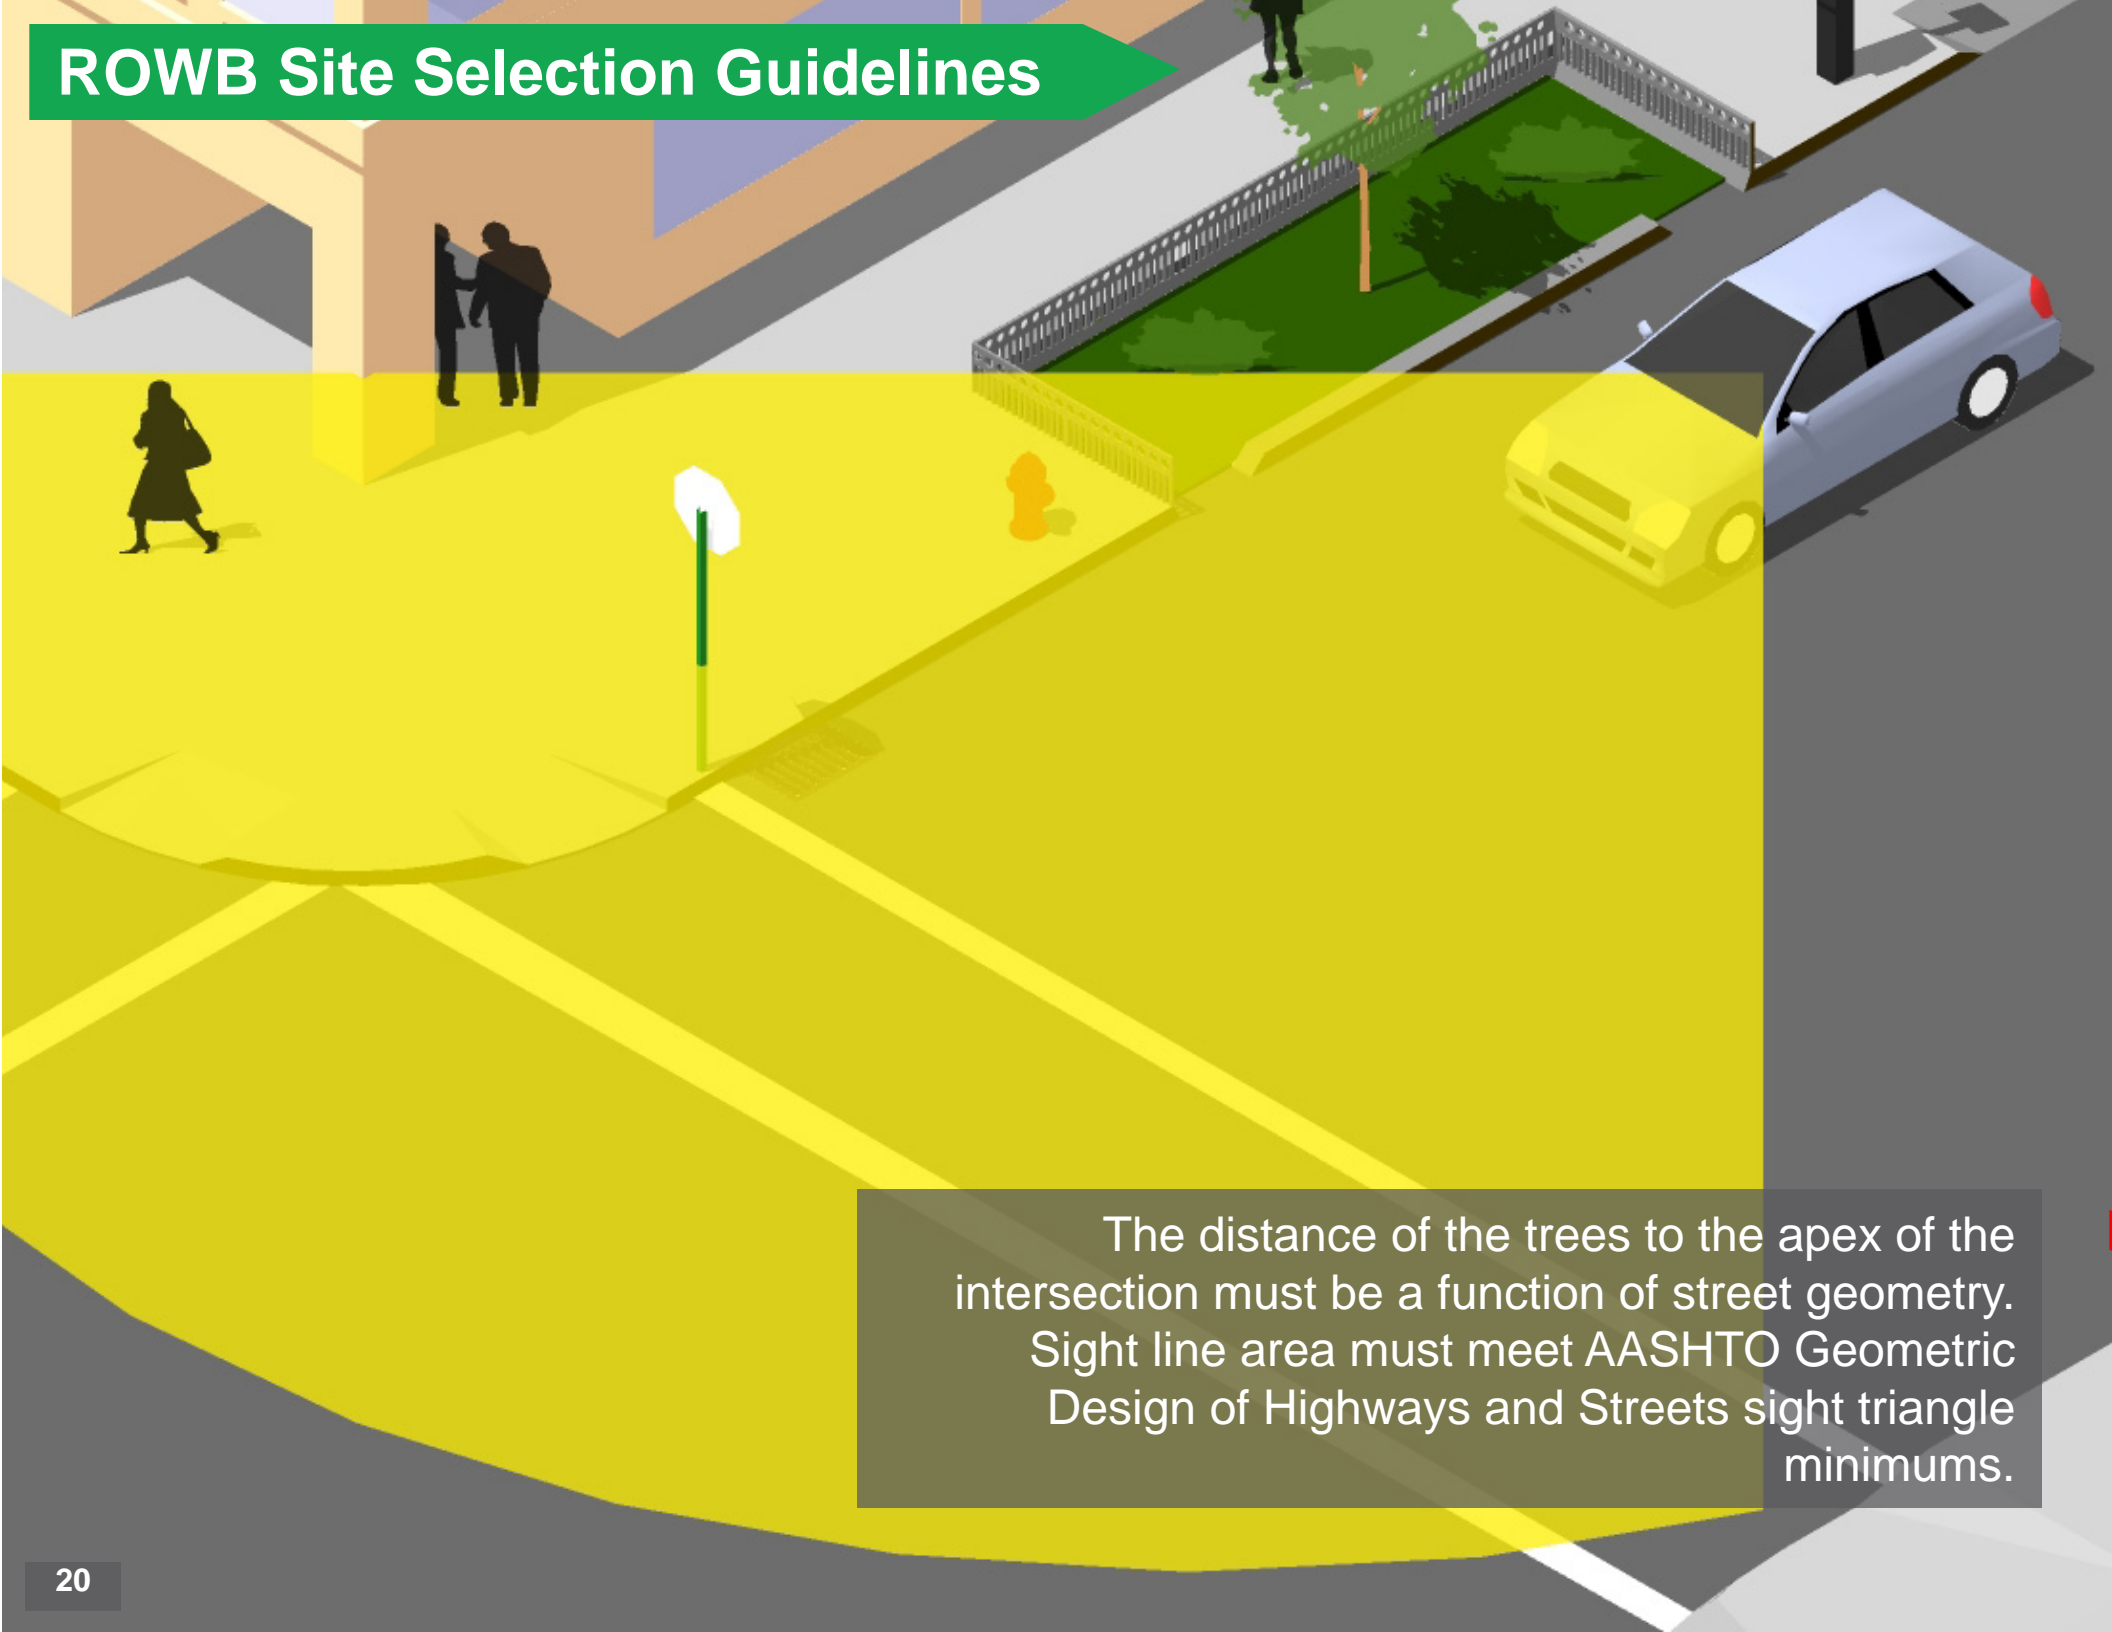 ROWB Site Selection Guidelines
The distance of the trees to the apex of the
intersection must be a function of street geometry.
Sight line area must meet AASHTO Geometric
Design of Highways and Streets sight triangle
minimums.
20